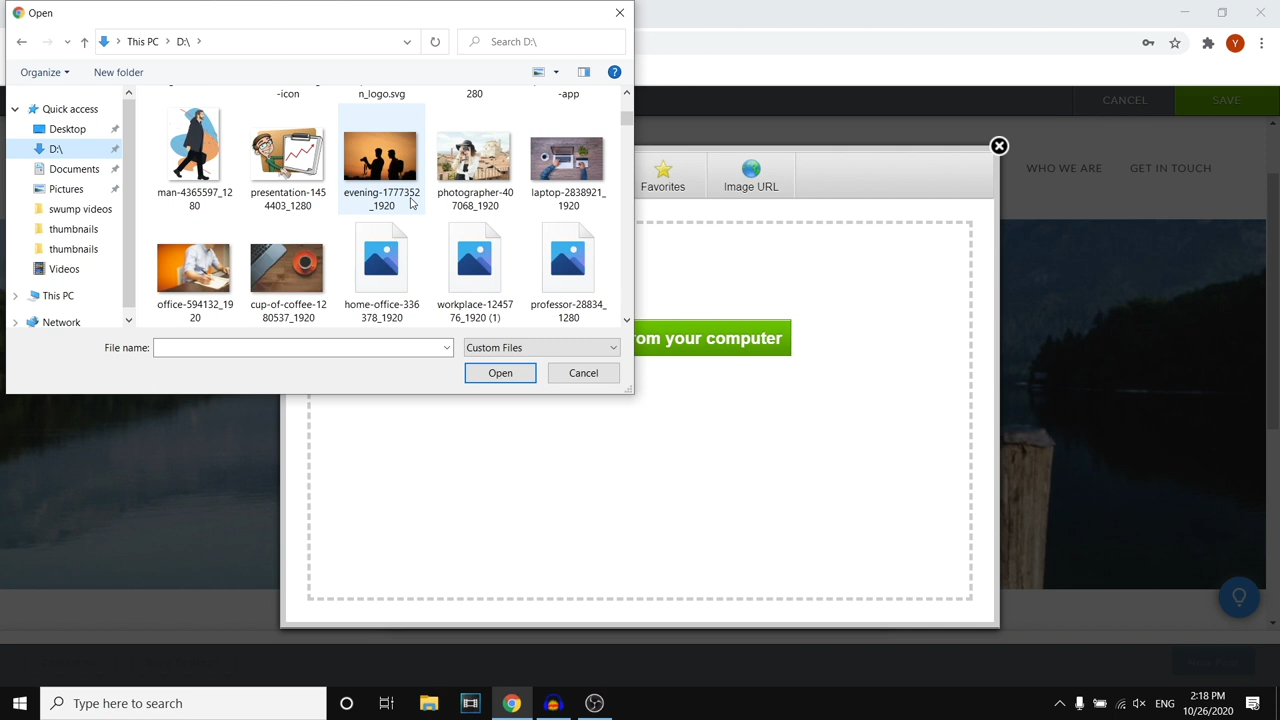 Open
This PC
D:\
Search D:\
Organize
New folder
CANCEL
SAVE
-icon
n_logo.svg
280
-app
Quick access
Desktop
D:\
Documents
Pictures
swump videos
thumbnails
thumbnails
Videos
This PC
Network
man-4365597_12
80
presentation-145
4403_1280
evening-1777352
_1920
photographer-40
7068_1920
laptop-2838921_
1920
office-594132_19
20
cup-of-coffee-12
80537_1920
home-office-336
378_1920
workplace-12457
76_1920 (1)
professor-28834_
1280
File name:
Custom Files
Open
Cancel
Favorites
Image URL
WHO WE ARE
GET IN TOUCH
om your computer
Y
Type here to search
ENG
2:18 PM
10/26/2020